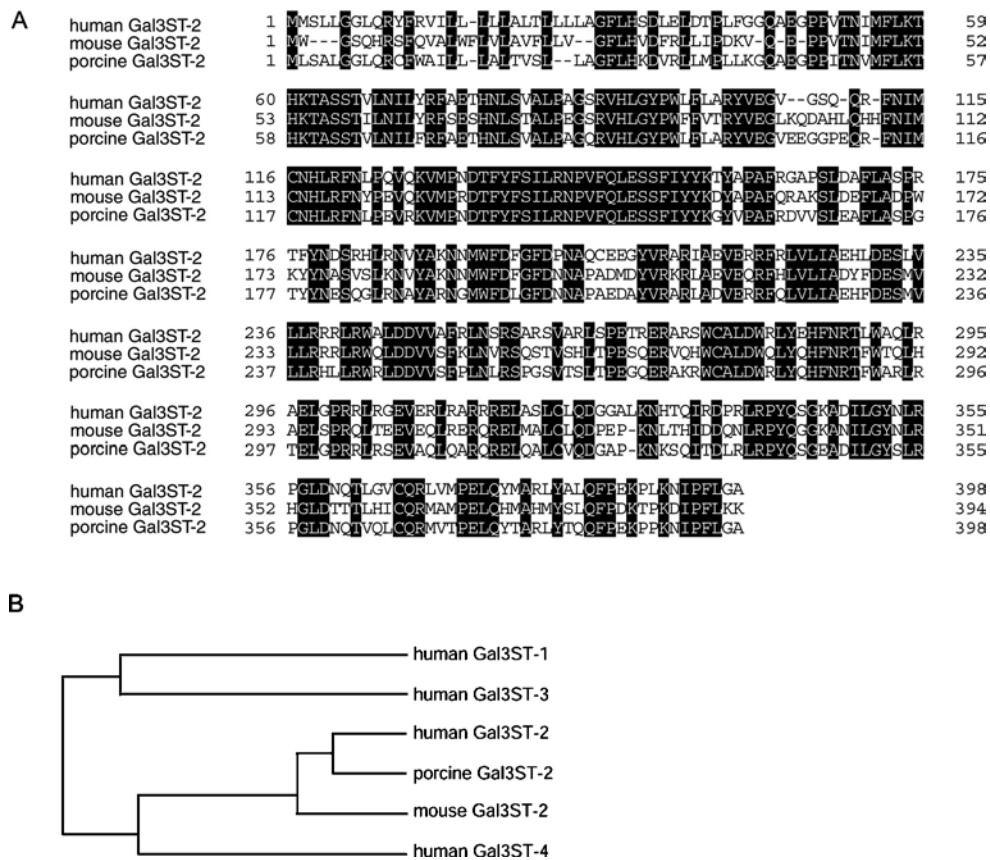 A
human Gal3ST-2 1 MMSLLGGLQRYFRVILL-LLLALTLLLLAGFLHSDLELDTPLFGGQAEGPPVTNIMFLKT 59
mouse Gal3ST-2 1 MW---GSQHRSFQVALWFLVLAVFLLV--GFLHVDFRLLIPDKV-Q-E-PPVTNIMFLKT 52
porcine Gal3ST-2 1 MLSALGGLQRCFWAILL-LALTVSL--LAGFLHKDVRLLMPLLKGQAEGPPITNVMFLKT 57
human Gal3ST-2 60 HKTASSTVLNILYRFAETHNLSVALPAGSRVHLGYPWLFLARYVEGV--GSQ-QR-FNIM 115
mouse Gal3ST-2 53 HKTASSTILNILYRFSESHNLSTALPEGSRVHLGYPWFFVTRYVEGLKQDAHLQHHFNIM 112
porcine Gal3ST-2 58 HKTASSTVLNILFRFAETHNLSVALPAGQRVHLGYPWLFLARYVEGVEEGGPEQR-FNIM 116
human Gal3ST-2 116 CNHLRFNLPQVQKVMPNDTFYFSILRNPVFQLESSFIYYKTYAPAFRGAPSLDAFLASPR 175
mouse Gal3ST-2 113 CNHLRFNYPEVQKVMPRDTFYFSILRNPVFQLESSFIYYKDYAPAFQRAKSLDEFLADPW 172
porcine Gal3ST-2 117 CNHLRFNLPEVRKVMPNDTFYFSILRNPVFQLESSFIYYKGYVPAFRDVVSLEAFLASPG 176
human Gal3ST-2 176 TFYNDSRHLRNVYAKNNMWFDFGFDPNAQCEEGYVRARIAEVERRFRLVLIAEHLDESLV 235
mouse Gal3ST-2 173 KYYNASVSLKNVYAKNNMWFDFGFDNNAPADMDYVRKRLAEVEQRFHLVLIADYFDESMV 232
porcine Gal3ST-2 177 TYYNESQGLRNAYARNGMWFDLGFDNNAPAEDAYVRARLADVERRFQLVLIAEHFDESMV 236
human Gal3ST-2 236 LLRRRLRWALDDVVAFRLNSRSARSVARLSPETRERARSWCALDWRLYEHFNRTLWAQLR 295
mouse Gal3ST-2 233 LLRRRLRWQLDDVVSFKLNVRSQSTVSHLTPESQERVQHWCALDWQLYQHFNRTFWTQLH 292
porcine Gal3ST-2 237 LLRHLLRWRLDDVVSFPLNLRSPGSVTSLTPEGQERAKRWCALDWRLYQHFNRTFWARLR 296
human Gal3ST-2 296 AELGPRRLRGEVERLRARRRELASLCLQDGGALKNHTQIRDPRLRPYQSGKADILGYNLR 355
mouse Gal3ST-2 293 AELSPRQLTEEVEQLRERQRELMALCLQDPEP-KNLTHIDDQNLRPYQGGKANILGYNLR 351
porcine Gal3ST-2 297 TELGPRRLRSEVAQLQARQRELQALCVQDGAP-KNKSQITDLRLRPYQSGEADILGYSLR 355
human Gal3ST-2 356 PGLDNQTLGVCQRLVMPELQYMARLYALQFPEKPLKNIPFLGA 398
mouse Gal3ST-2 352 HGLDTTTLHICQRMAMPELQHMAHMYSLQFPDKTPKDIPFLKK 394
porcine Gal3ST-2 356 PGLDNQTVQLCQRMVTPELQYTARLYTQQFPEKPPKNIPFLGA 398
B
human Gal3ST-1
human Gal3ST-3
human Gal3ST-2
porcine Gal3ST-2
mouse Gal3ST-2
human Gal3ST-4